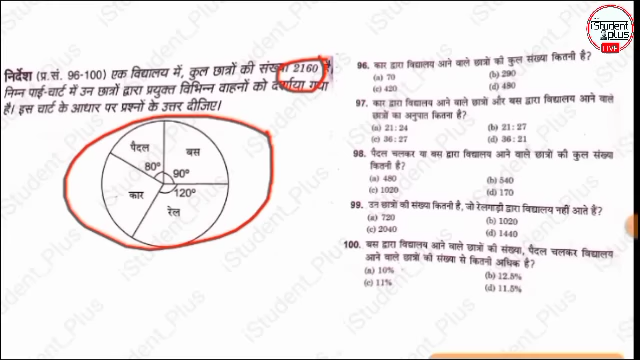 iStudent
plus
LIVE
निर्देश (प्र.सं. 96-100) एक विद्यालय में, कुल छात्रों की संख्या 2160 है,
निम्न पाई-चार्ट में उन छात्रों द्वारा प्रयुक्त विभिन्न वाहनों को दर्शाया गया
है। इस चार्ट के आधार पर प्रश्नों के उत्तर दीजिए।
पैदल
बस
80°
90°
कार
120°
रेल
96. कार द्वारा विद्यालय आने वाले छात्रों को कुल संख्या कितनी है?
(a) 70 (b) 290
(c) 420 (d) 480
97. कार द्वारा विद्यालय आने वाले छात्रों और बस द्वारा विद्यालय आने वाले
छात्रों का अनुपात कितना है?
(a) 21 : 24 (b) 21 : 27
(c) 36 : 27 (d) 36 : 21
98. पैदल चलकर या बस द्वारा विद्यालय आने वाले छात्रों की कुल संख्या
कितनी है?
(a) 480 (b) 540
(c) 1020 (d) 170
99. उन छात्रों की संख्या कितनी है, जो रेलगाड़ी द्वारा विद्यालय नहीं आते है?
(a) 720 (b) 1020
(c) 2040 (d) 1440
100. बस द्वारा विद्यालय आने वाले छात्रों की संख्या, पैदल चलकर विद्यालय
आने वाले छात्रों की संख्या से कितनी अधिक है?
(a) 10% (b) 12.5%
(c) 11% (d) 11.5%
iStudent_Plus